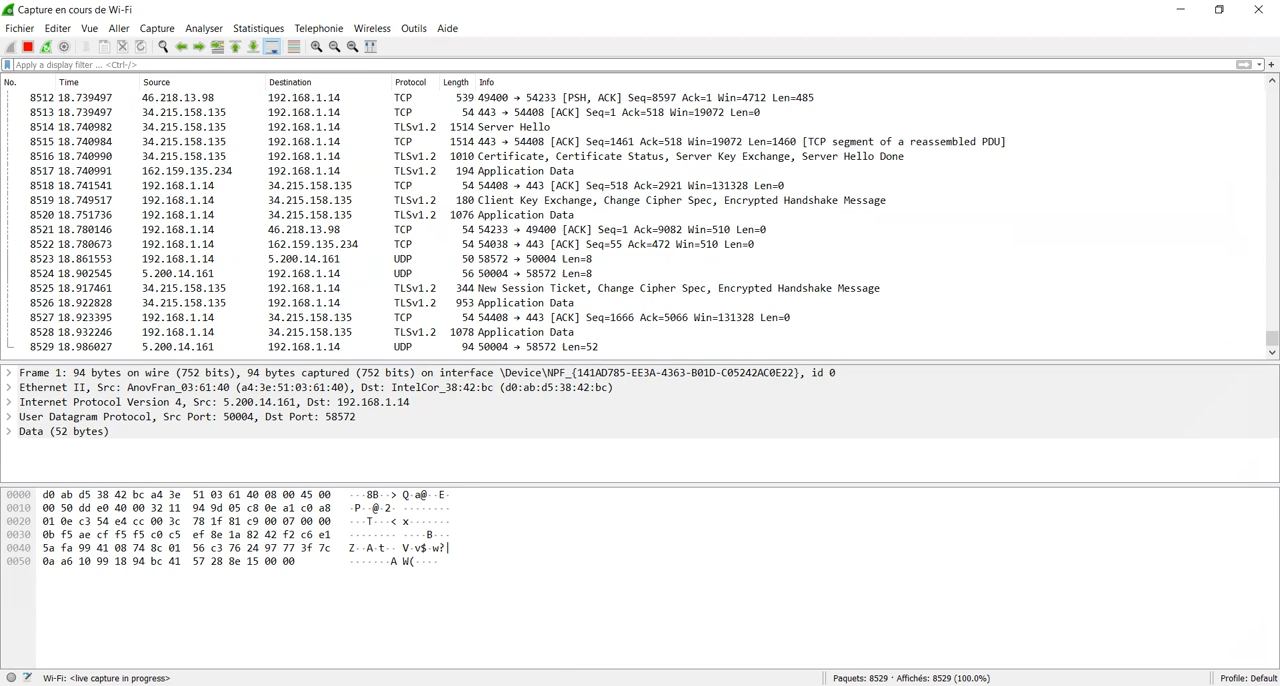 Capture en cours de Wi-Fi
Fichier Editer Vue Aller Capture Analyser Statistiques Telephonie Wireless Outils Aide
Apply a display filter ... <Ctrl-/>
No. Time Source Destination Protocol Length Info
8512 18.739497 46.218.13.98 192.168.1.14 TCP 539 49400 → 54233 [PSH, ACK] Seq=8597 Ack=1 Win=4712 Len=485
8513 18.739497 34.215.158.135 192.168.1.14 TCP 54 443 → 54408 [ACK] Seq=1 Ack=518 Win=19072 Len=0
8514 18.740982 34.215.158.135 192.168.1.14 TLSv1.2 1514 Server Hello
8515 18.740984 34.215.158.135 192.168.1.14 TCP 1514 443 → 54408 [ACK] Seq=1461 Ack=518 Win=19072 Len=1460 [TCP segment of a reassembled PDU]
8516 18.740990 34.215.158.135 192.168.1.14 TLSv1.2 1010 Certificate, Certificate Status, Server Key Exchange, Server Hello Done
8517 18.740991 162.159.135.234 192.168.1.14 TLSv1.2 194 Application Data
8518 18.741541 192.168.1.14 34.215.158.135 TCP 54 54408 → 443 [ACK] Seq=518 Ack=2921 Win=131328 Len=0
8519 18.749517 192.168.1.14 34.215.158.135 TLSv1.2 180 Client Key Exchange, Change Cipher Spec, Encrypted Handshake Message
8520 18.751736 192.168.1.14 34.215.158.135 TLSv1.2 1076 Application Data
8521 18.780146 192.168.1.14 46.218.13.98 TCP 54 54233 → 49400 [ACK] Seq=1 Ack=9082 Win=510 Len=0
8522 18.780673 192.168.1.14 162.159.135.234 TCP 54 54038 → 443 [ACK] Seq=55 Ack=472 Win=510 Len=0
8523 18.861553 192.168.1.14 5.200.14.161 UDP 50 58572 → 50004 Len=8
8524 18.902545 5.200.14.161 192.168.1.14 UDP 56 50004 → 58572 Len=8
8525 18.917461 34.215.158.135 192.168.1.14 TLSv1.2 344 New Session Ticket, Change Cipher Spec, Encrypted Handshake Message
8526 18.922828 34.215.158.135 192.168.1.14 TLSv1.2 953 Application Data
8527 18.923395 192.168.1.14 34.215.158.135 TCP 54 54408 → 443 [ACK] Seq=1666 Ack=5066 Win=131328 Len=0
8528 18.932246 192.168.1.14 34.215.158.135 TLSv1.2 1078 Application Data
8529 18.986027 5.200.14.161 192.168.1.14 UDP 94 50004 → 58572 Len=52
Frame 1: 94 bytes on wire (752 bits), 94 bytes captured (752 bits) on interface \Device\NPF_{141AD785-EE3A-4363-B01D-C05242AC0E22}, id 0
Ethernet II, Src: AnovFran_03:61:40 (a4:3e:51:03:61:40), Dst: IntelCor_38:42:bc (d0:ab:d5:38:42:bc)
Internet Protocol Version 4, Src: 5.200.14.161, Dst: 192.168.1.14
User Datagram Protocol, Src Port: 50004, Dst Port: 58572
Data (52 bytes)
0000 d0 ab d5 38 42 bc a4 3e 51 03 61 40 08 00 45 00 ···8B··> Q·a@··E·
0010 00 50 dd e0 40 00 32 11 94 9d 05 c8 0e a1 c0 a8 ·P··@·2· ········
0020 01 0e c3 54 e4 cc 00 3c 78 1f 81 c9 00 07 00 00 ···T···< x·······
0030 0b f5 ae cf f5 f5 c0 c5 ef 8e 1a 82 42 f2 c6 e1 ········ ····B···
0040 5a fa 99 41 08 74 8c 01 56 c3 76 24 97 77 3f 7c Z··A·t·· V·v$·w?|
0050 0a a6 10 99 18 94 bc 41 57 28 8e 15 00 00 ·······A W(····
Wi-Fi: <live capture in progress>
Paquets: 8529 · Affichés: 8529 (100.0%)
Profile: Default